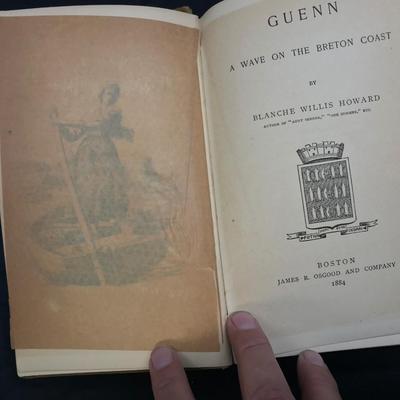 GUENN
A WAVE ON THE BRETON COAST
BY
BLANCHE WILLIS HOWARD
AUTHOR OF "AUNT SERENA," "ONE SUMMER," ETC.
BOSTON
JAMES R. OSGOOD AND COMPANY
1884